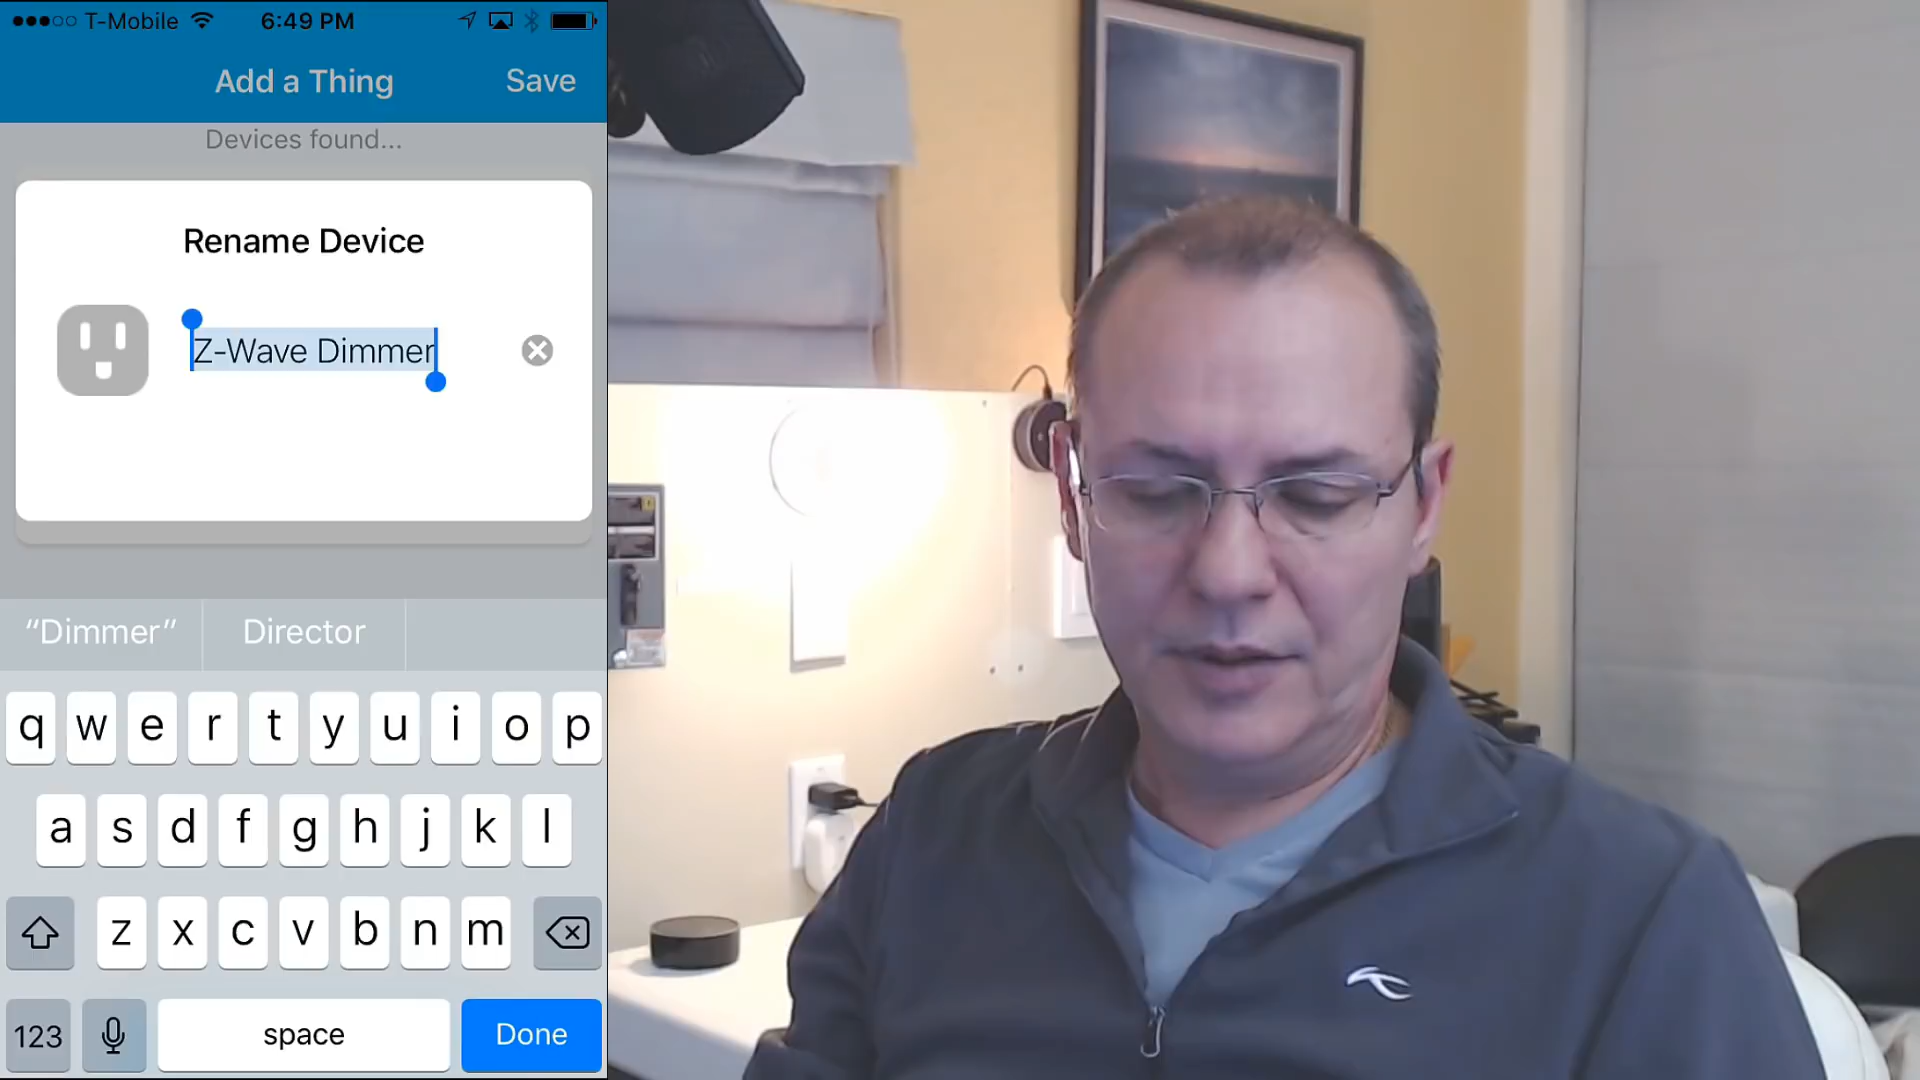 T-Mobile 6:49 PM
Add a Thing
Save
Devices found...
Rename Device
Z-Wave Dimmer
“Dimmer”
Director
q w e r t y u i o p
a s d f g h j k l
z x c v b n m
123
space
Done